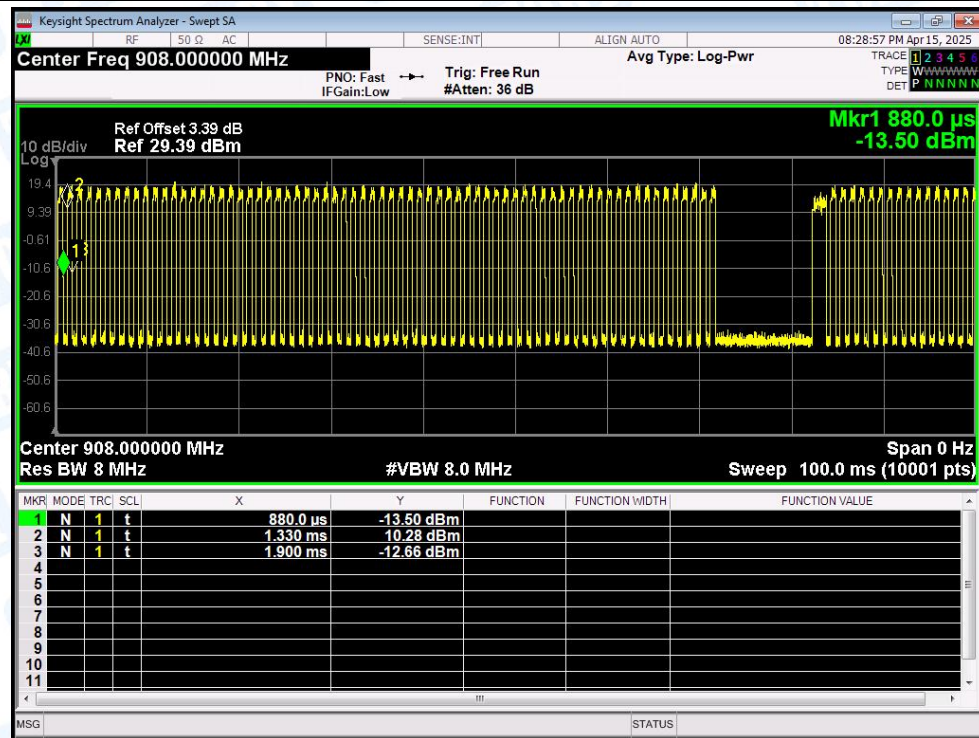 Keysight Spectrum Analyzer - Swept SA
LXI RF 50 Ω AC SENSE:INT ALIGN AUTO 08:28:57 PM Apr 15, 2025
Center Freq 908.000000 MHz Avg Type: Log-Pwr TRACE 1 2 3 4 5 6
PNO: Fast Trig: Free Run TYPE WWWWWW
IFGain:Low #Atten: 36 dB DET P N N N N N
Ref Offset 3.39 dB Mkr1 880.0 µs
10 dB/div Ref 29.39 dBm -13.50 dBm
Log
19.4
2
9.39
-0.61
1 3
-10.6
-20.6
-30.6
-40.6
-50.6
-60.6
Center 908.000000 MHz Span 0 Hz
Res BW 8 MHz #VBW 8.0 MHz Sweep 100.0 ms (10001 pts)
MKR MODE TRC SCL X Y FUNCTION FUNCTION WIDTH FUNCTION VALUE
1 N 1 t 880.0 µs -13.50 dBm
2 N 1 t 1.330 ms 10.28 dBm
3 N 1 t 1.900 ms -12.66 dBm
4
5
6
7
8
9
10
11
MSG STATUS